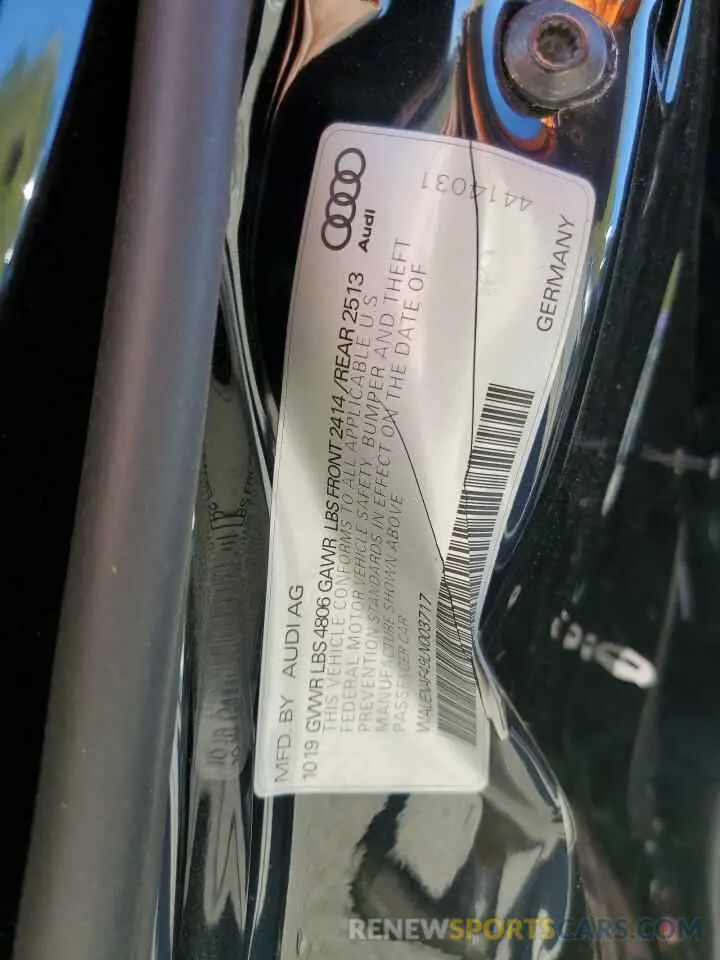 Audi
4414031
MFD. BY AUDI AG
10 19 GVWR LBS 4806 GAWR LBS FRONT 2414/REAR 2513
THIS VEHICLE CONFORMS TO ALL APPLICABLE U.S
FEDERAL MOTOR VEHICLE SAFETY, BUMPER AND THEFT
PREVENTION STANDARDS IN EFFECT ON THE DATE OF
MANUFACTURE SHOWN ABOVE
PASSENGER CAR
GERMANY
RENEWSPORTSCARS.COM